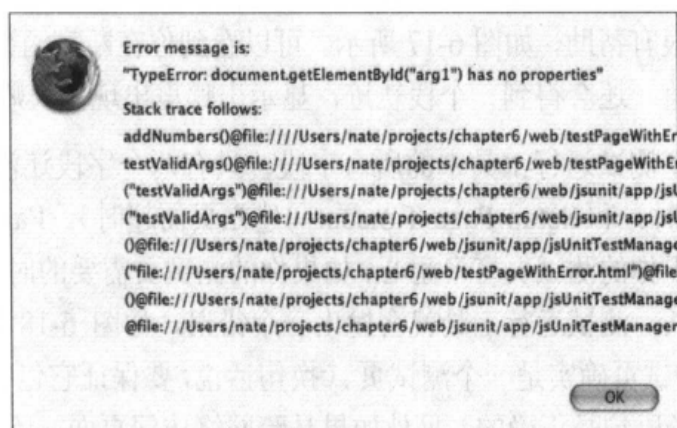 Error message is:
"TypeError: document.getElementById("arg1") has no properties"
Stack trace follows:
addNumbers()@file:////Users/nate/projects/chapter6/web/testPageWithEr
testValidArgs()@file:///Users/nate/projects/chapter6/web/testPageWithEr
("testValidArgs")@file:///Users/nate/projects/chapter6/web/jsunit/app/jsU
("testValidArgs")@file:///Users/nate/projects/chapter6/web/jsunit/app/jsU
()@file:///Users/nate/projects/chapter6/web/jsunit/app/jsUnitTestManage
("file:////Users/nate/projects/chapter6/web/testPageWithError.html")@file
()@file:///Users/nate/projects/chapter6/web/jsunit/app/jsUnitTestManage
@file:///Users/nate/projects/chapter6/web/jsunit/app/jsUnitTestManager
OK